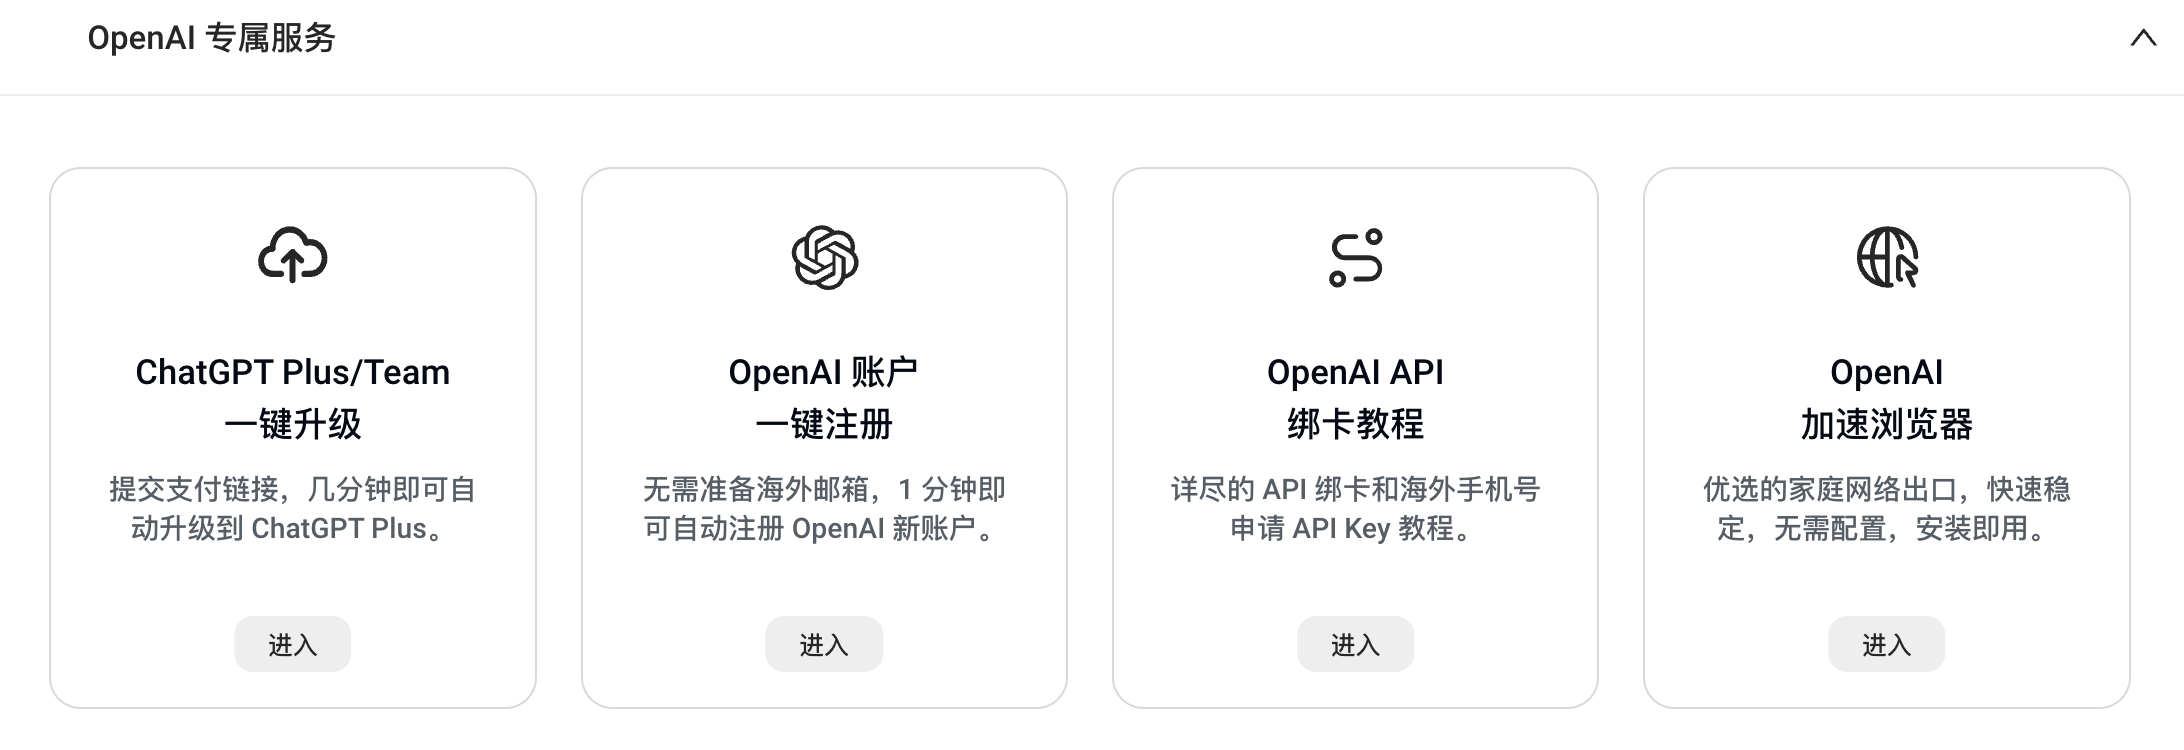 OpenAI 专属服务
ChatGPT Plus/Team
一键升级
提交支付链接，几分钟即可自
动升级到 ChatGPT Plus。
进入
OpenAI 账户
一键注册
无需准备海外邮箱，1 分钟即
可自动注册 OpenAI 新账户。
进入
OpenAI API
绑卡教程
详尽的 API 绑卡和海外手机号
申请 API Key 教程。
进入
OpenAI
加速浏览器
优选的家庭网络出口，快速稳
定，无需配置，安装即用。
进入